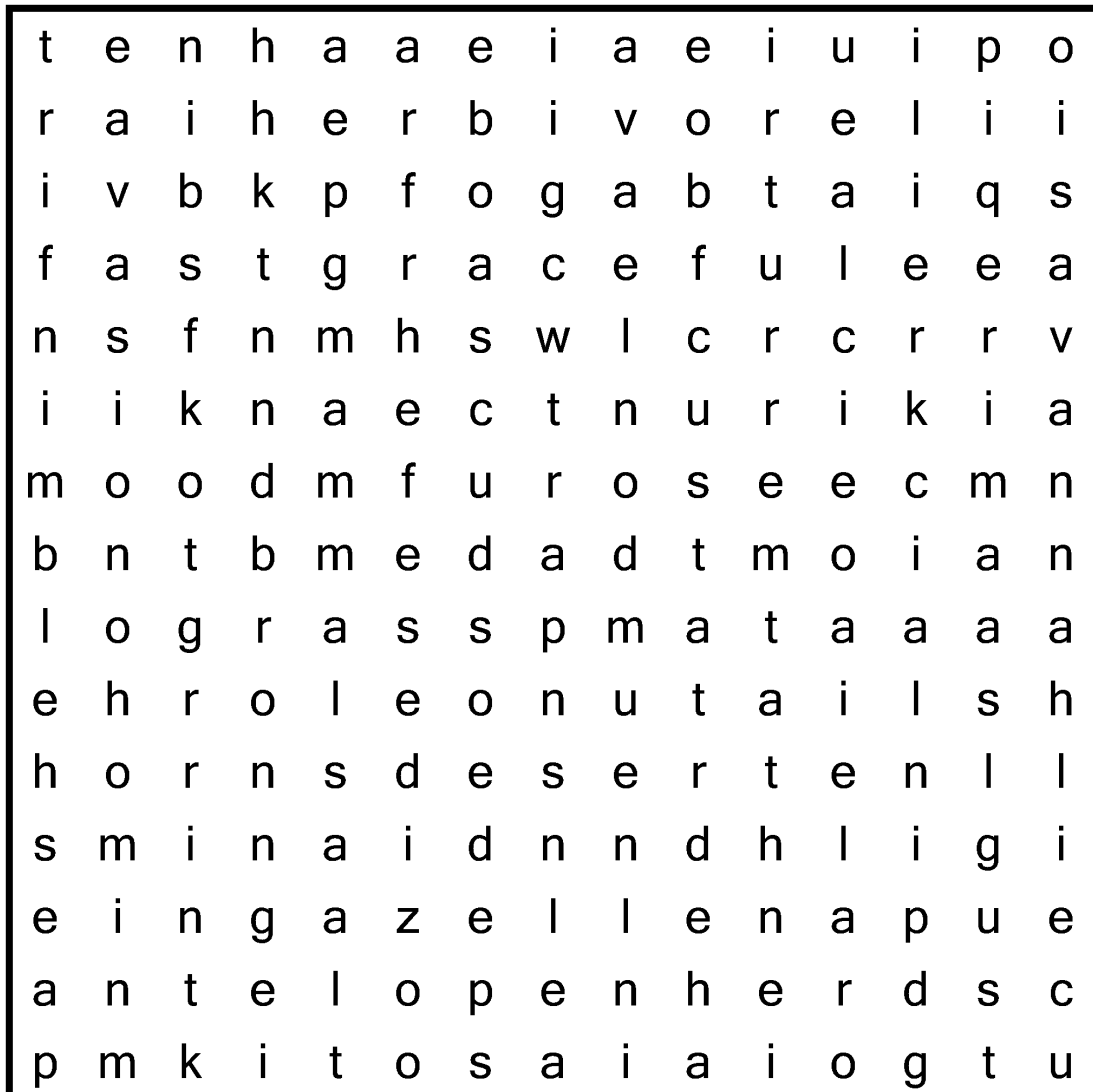 t e n h a a e i a e i u i p o
r a i h e r b i v o r e l i i
i v b k p f o g a b t a i q s
f a s t g r a c e f u l e e a
n s f n m h s w l c r c r r v
i i k n a e c t n u r i k i a
m o o d m f u r o s e e c m n
b n t b m e d a d t m o i a n
l o g r a s s p m a t a a a a
e h r o l e o n u t a i l s h
h o r n s d e s e r t e n l l
s m i n a i d n n d h l i g i
e i n g a z e l l e n a p u e
a n t e l o p e n h e r d s c
p m k i t o s a i a i o g t u